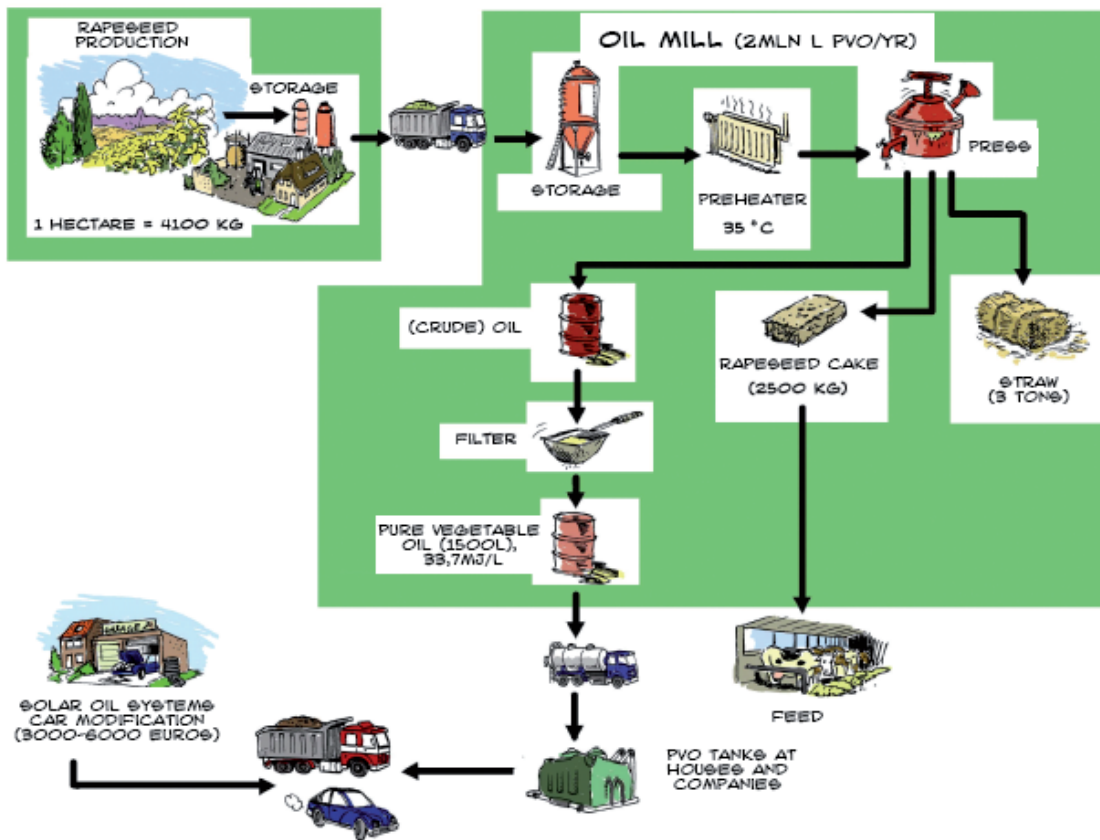 RAPESEED
PRODUCTION
STORAGE
1 HECTARE = 4100 KG
OIL MILL (2MLN L PVO/YR)
STORAGE
PREHEATER
35 °C
PRESS
(CRUDE) OIL
RAPESEED CAKE
(2500 KG)
STRAW
(3 TONS)
FILTER
PURE VEGETABLE
OIL (1500L),
33,7MJ/L
GARAGE
SOLAR OIL SYSTEMS
CAR MODIFICATION
(3000-6000 EUROS)
FEED
PVO TANKS AT
HOUSES AND
COMPANIES